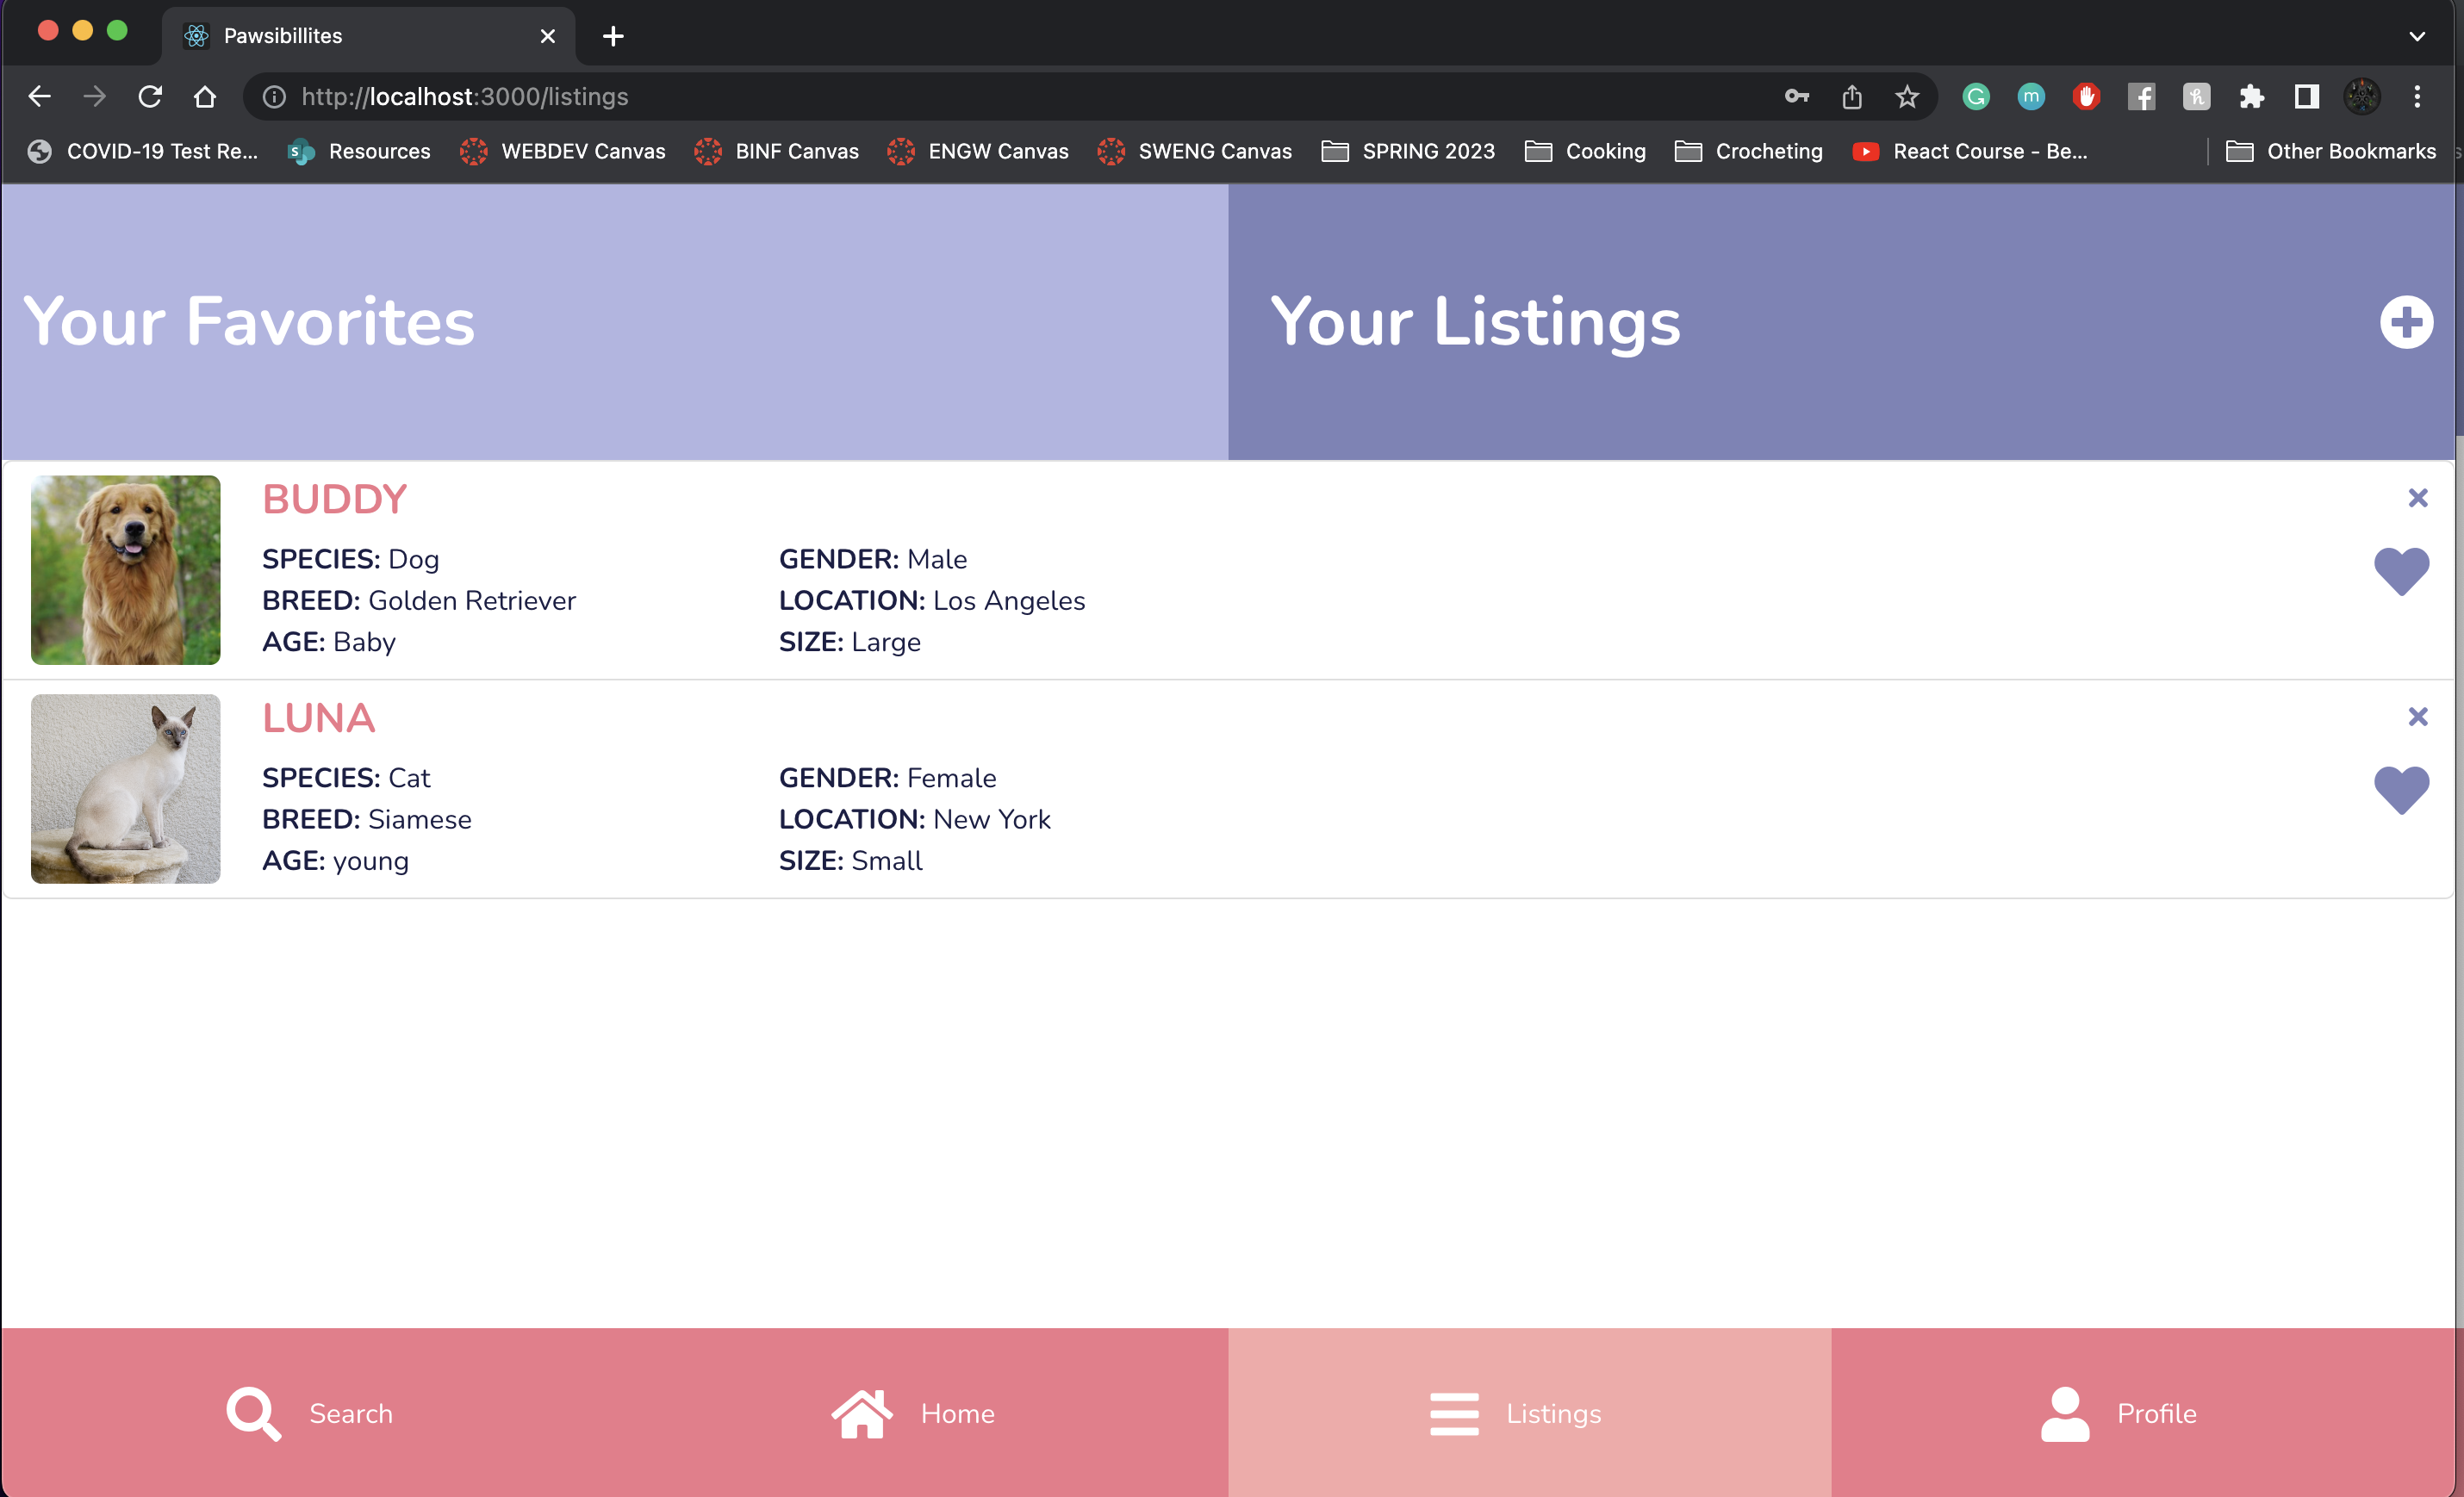 Pawsibillites
http://localhost:3000/listings
COVID-19 Test Re... Resources WEBDEV Canvas BINF Canvas ENGW Canvas SWENG Canvas SPRING 2023 Cooking Crocheting React Course - Be... Other Bookmarks
Your Favorites
Your Listings
BUDDY
SPECIES: Dog
BREED: Golden Retriever
AGE: Baby
GENDER: Male
LOCATION: Los Angeles
SIZE: Large
LUNA
SPECIES: Cat
BREED: Siamese
AGE: young
GENDER: Female
LOCATION: New York
SIZE: Small
Search
Home
Listings
Profile